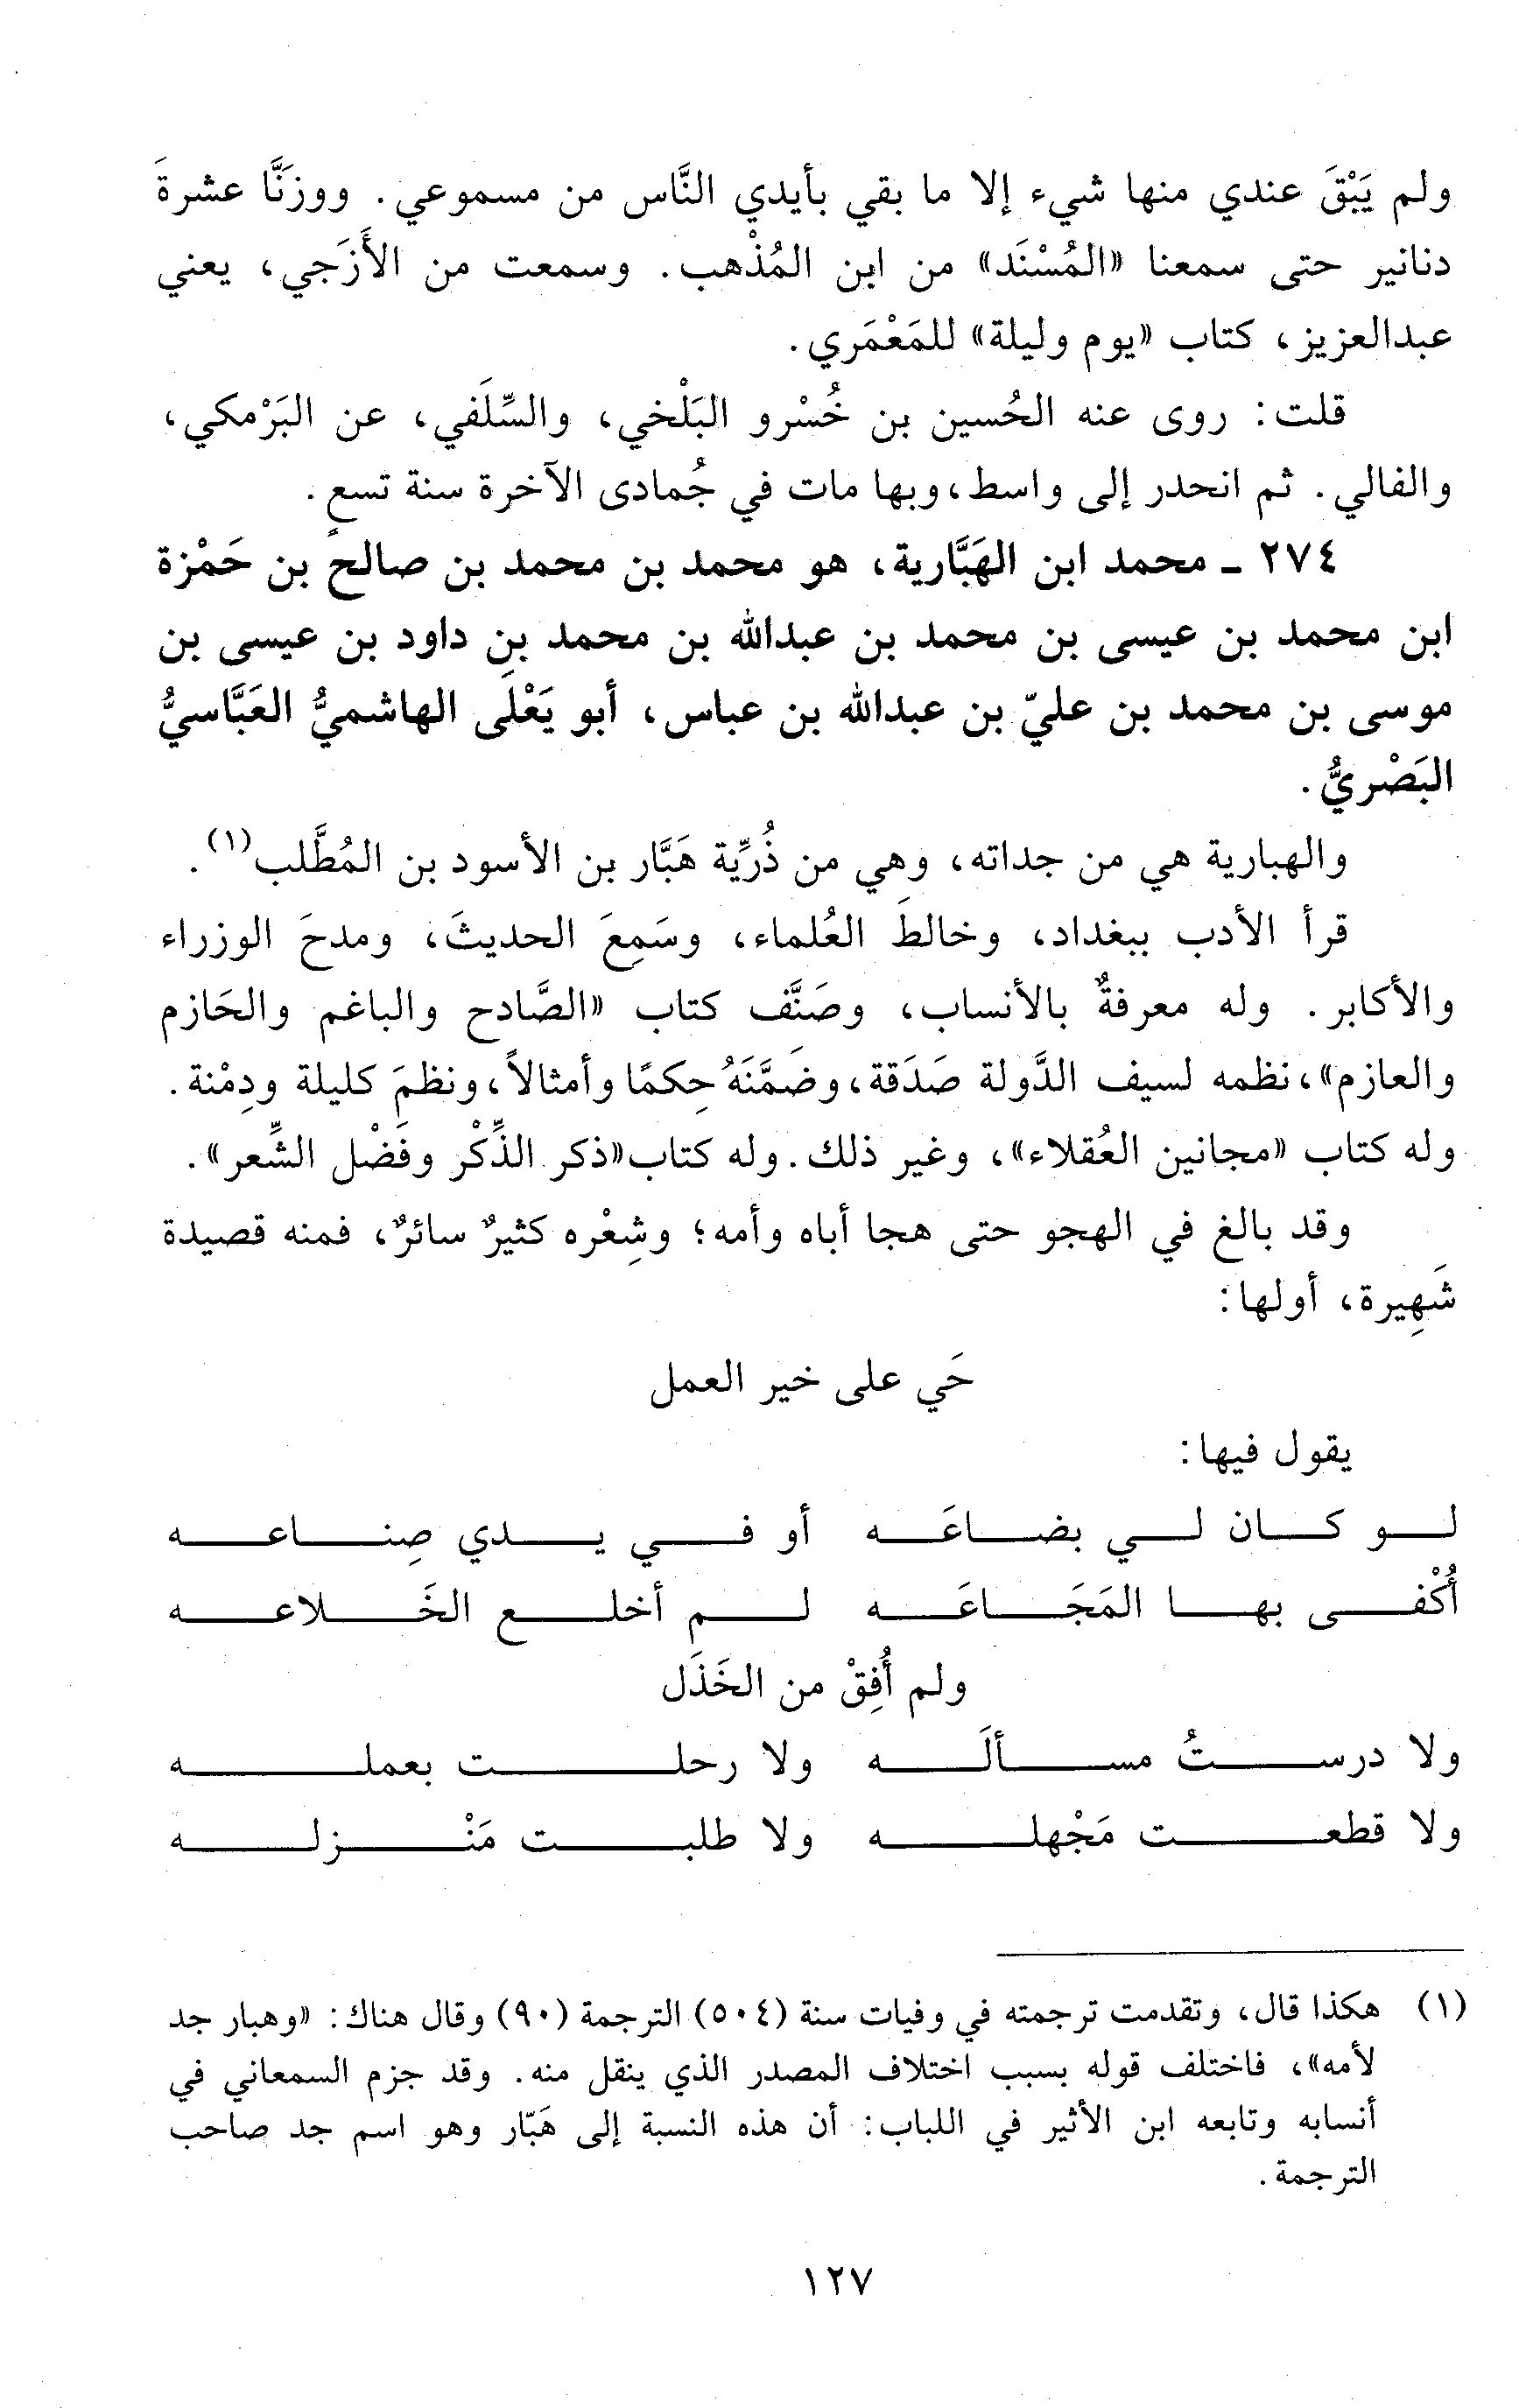 ولم يَبْقَ عندي منها شيء إلا ما بقي بأيدي النَّاس من مسموعي. ووزنَّا عشرةَ
دنانير حتى سمعنا «المُسْنَد» من ابن المُذْهب. وسمعت من الأَزَجي، يعني
عبدالعزيز، كتاب «يوم وليلة» للمَعْمَري.
قلت: روى عنه الحُسين بن خُسْرو البَلْخي، والسِّلَفي، عن البَرْمكي،
والفالي. ثم انحدر إلى واسط، وبها مات في جُمادى الآخرة سنة تسعٍ.
٢٧٤ - محمد ابن الهَبَّارية، هو محمد بن محمد بن صالح بن حَمْزة
ابن محمد بن عيسى بن محمد بن عبدالله بن محمد بن داود بن عيسى بن
موسى بن محمد بن عليّ بن عبدالله بن عباس، أبو يَعْلَى الهاشميُّ العَبَّاسيُّ
البَصْريُّ.
والهبارية هي من جداته، وهي من ذُرِّية هَبَّار بن الأسود بن المُطَّلب(١).
قرأ الأدب ببغداد، وخالطَ العُلماء، وسَمِعَ الحديثَ، ومدحَ الوزراء
والأكابر. وله معرفةٌ بالأنساب، وصَنَّف كتاب «الصَّادح والباغم والحَازم
والعازم»، نظمه لسيف الدَّولة صَدَقة، وضَمَّنَهُ حِكمًا وأمثالاً، ونظمَ كليلة ودِمْنة.
وله كتاب «مجانين العُقلاء»، وغير ذلك. وله كتاب «ذكر الذِّكْر وفَضْل الشِّعر».
وقد بالغ في الهجو حتى هجا أباه وأمه؛ وشِعْره كثيرٌ سائرٌ، فمنه قصيدة
شَهِيرة، أولها:
حَي على خير العمل
يقول فيها:
لو كان لي بضاعَه أو في يدي صِناعه
أُكْفى بها المَجَاعَه لم أخلع الخَلاعه
ولم أُفِقْ من الخَذَل
ولا درستُ مسألَه ولا رحلت بعمله
ولا قطعت مَجْهله ولا طلبت مَنْزله
(١) هكذا قال، وتقدمت ترجمته في وفيات سنة (٥٠٤) الترجمة (٩٠) وقال هناك: «وهبار جد
لأمه»، فاختلف قوله بسبب اختلاف المصدر الذي ينقل منه. وقد جزم السمعاني في
أنسابه وتابعه ابن الأثير في اللباب: أن هذه النسبة إلى هَبّار وهو اسم جد صاحب
الترجمة.
١٢٧